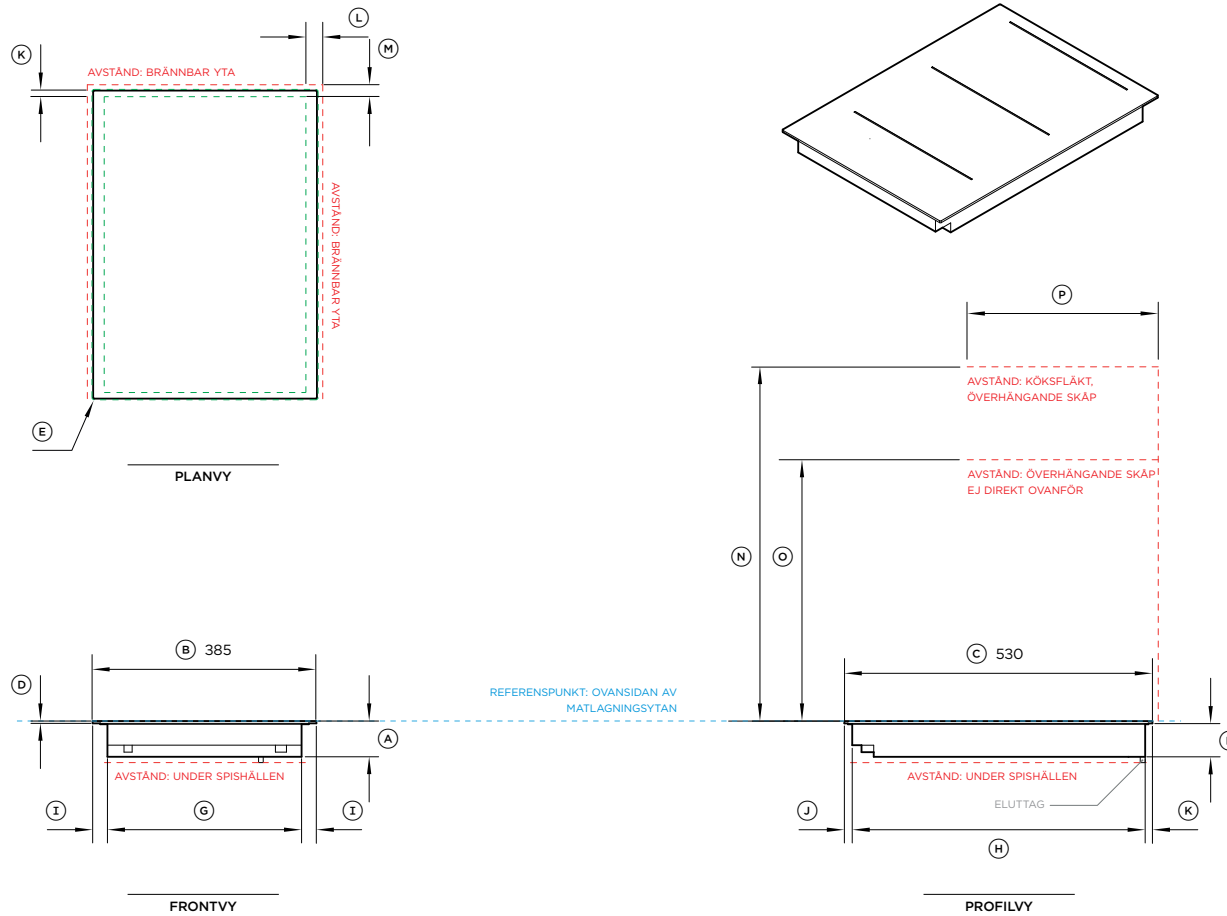 L
K
M
AVSTÅND: BRÄNNBAR YTA
AVSTÅND: BRÄNNBAR YTA
E
PLANVY
P
AVSTÅND: KÖKSFLÄKT,
ÖVERHÄNGANDE SKÅP
AVSTÅND: ÖVERHÄNGANDE SKÅP
EJ DIREKT OVANFÖR
N
O
B 385
C 530
D
REFERENSPUNKT: OVANSIDAN AV
MATLAGNINGSYTAN
A
AVSTÅND: UNDER SPISHÄLLEN
AVSTÅND: UNDER SPISHÄLLEN
ELUTTAG
I
G
I
J
H
K
FRONTVY
PROFILVY